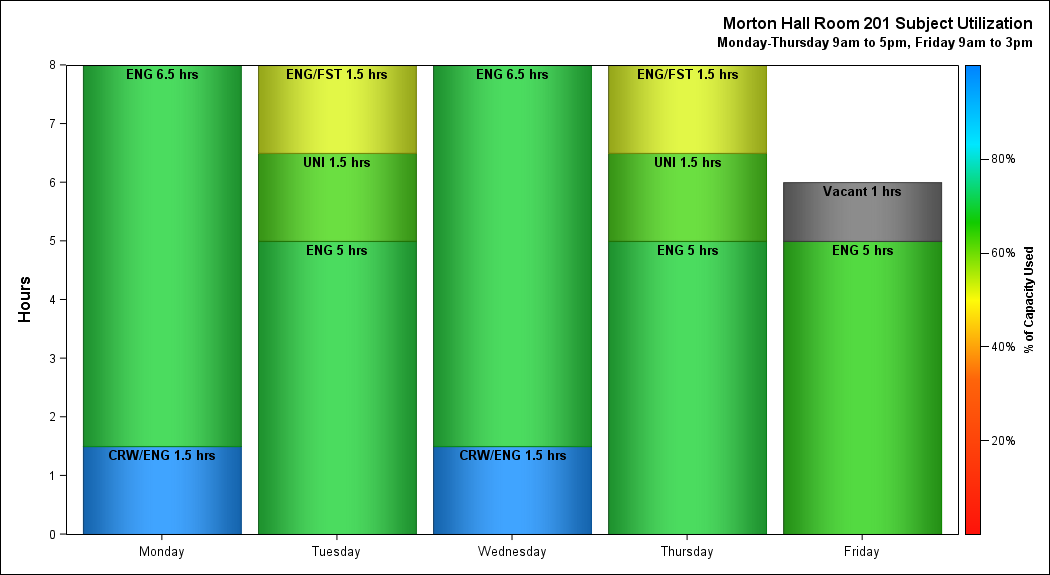 Morton Hall Room 201 Subject Utilization
Monday-Thursday 9am to 5pm, Friday 9am to 3pm
Hours
8
7
6
5
4
3
2
1
0
ENG 6.5 hrs
CRW/ENG 1.5 hrs
ENG/FST 1.5 hrs
UNI 1.5 hrs
ENG 5 hrs
ENG 6.5 hrs
CRW/ENG 1.5 hrs
ENG/FST 1.5 hrs
UNI 1.5 hrs
ENG 5 hrs
Vacant 1 hrs
ENG 5 hrs
Monday
Tuesday
Wednesday
Thursday
Friday
80%
60%
40%
20%
% of Capacity Used